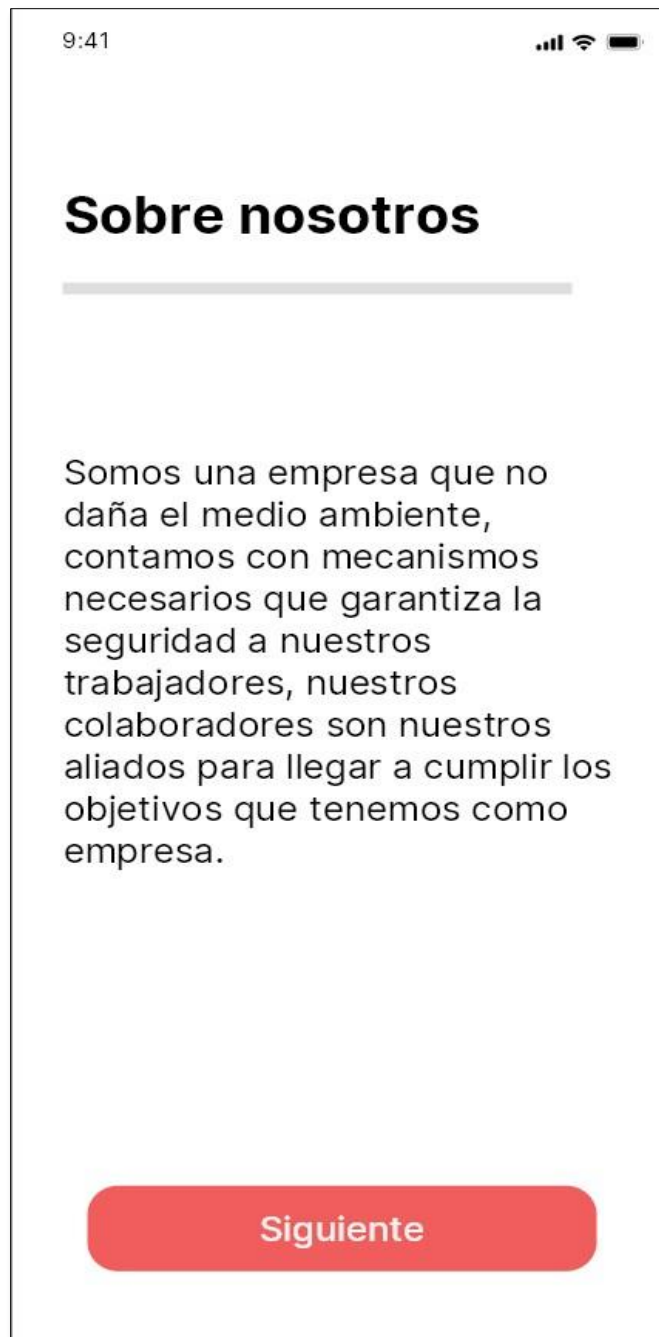 9:41
Sobre nosotros
Somos una empresa que no
daña el medio ambiente,
contamos con mecanismos
necesarios que garantiza la
seguridad a nuestros
trabajadores, nuestros
colaboradores son nuestros
aliados para llegar a cumplir los
objetivos que tenemos como
empresa.
Siguiente